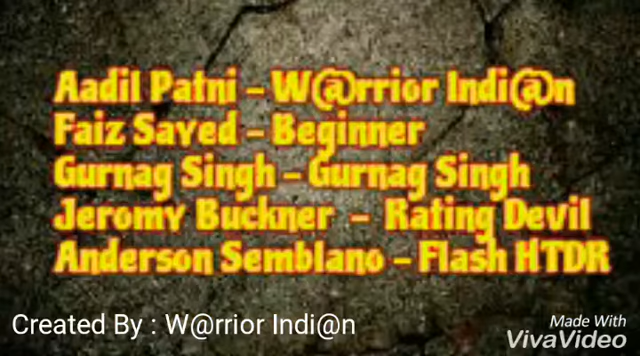 Aadil Patni - W@rrior Indi@n
Faiz Sayed - Beginner
Gurnag Singh - Gurnag Singh
Jeromy Buckner - Rating Devil
Anderson Semblano - Flash HTDR
Created By : W@rrior Indi@n
Made With
VivaVideo